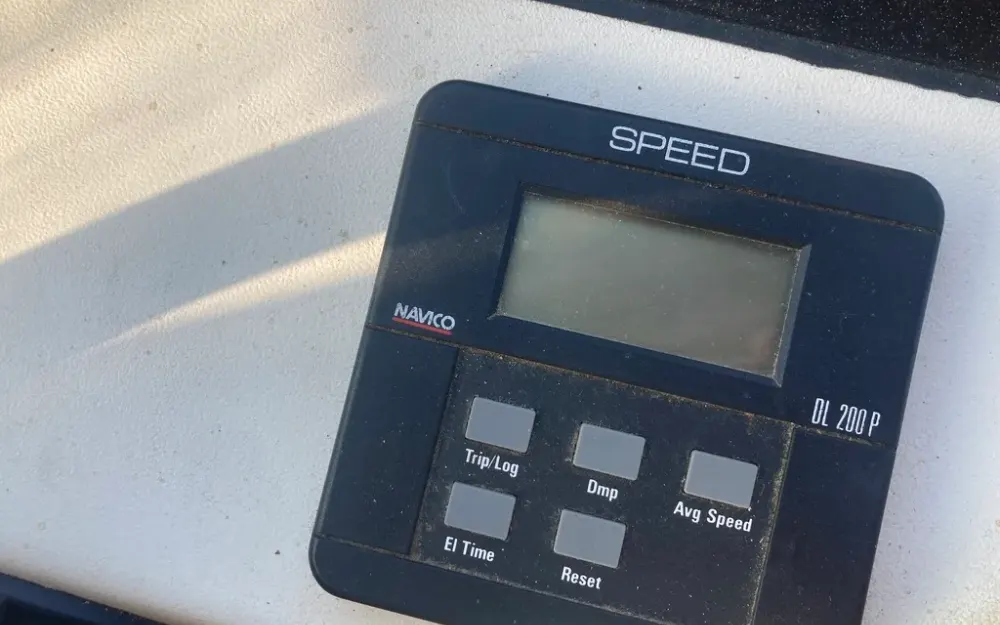 SPEED
NAVICO
DL 200 P
Trip/Log
Dmp
Avg Speed
El Time
Reset